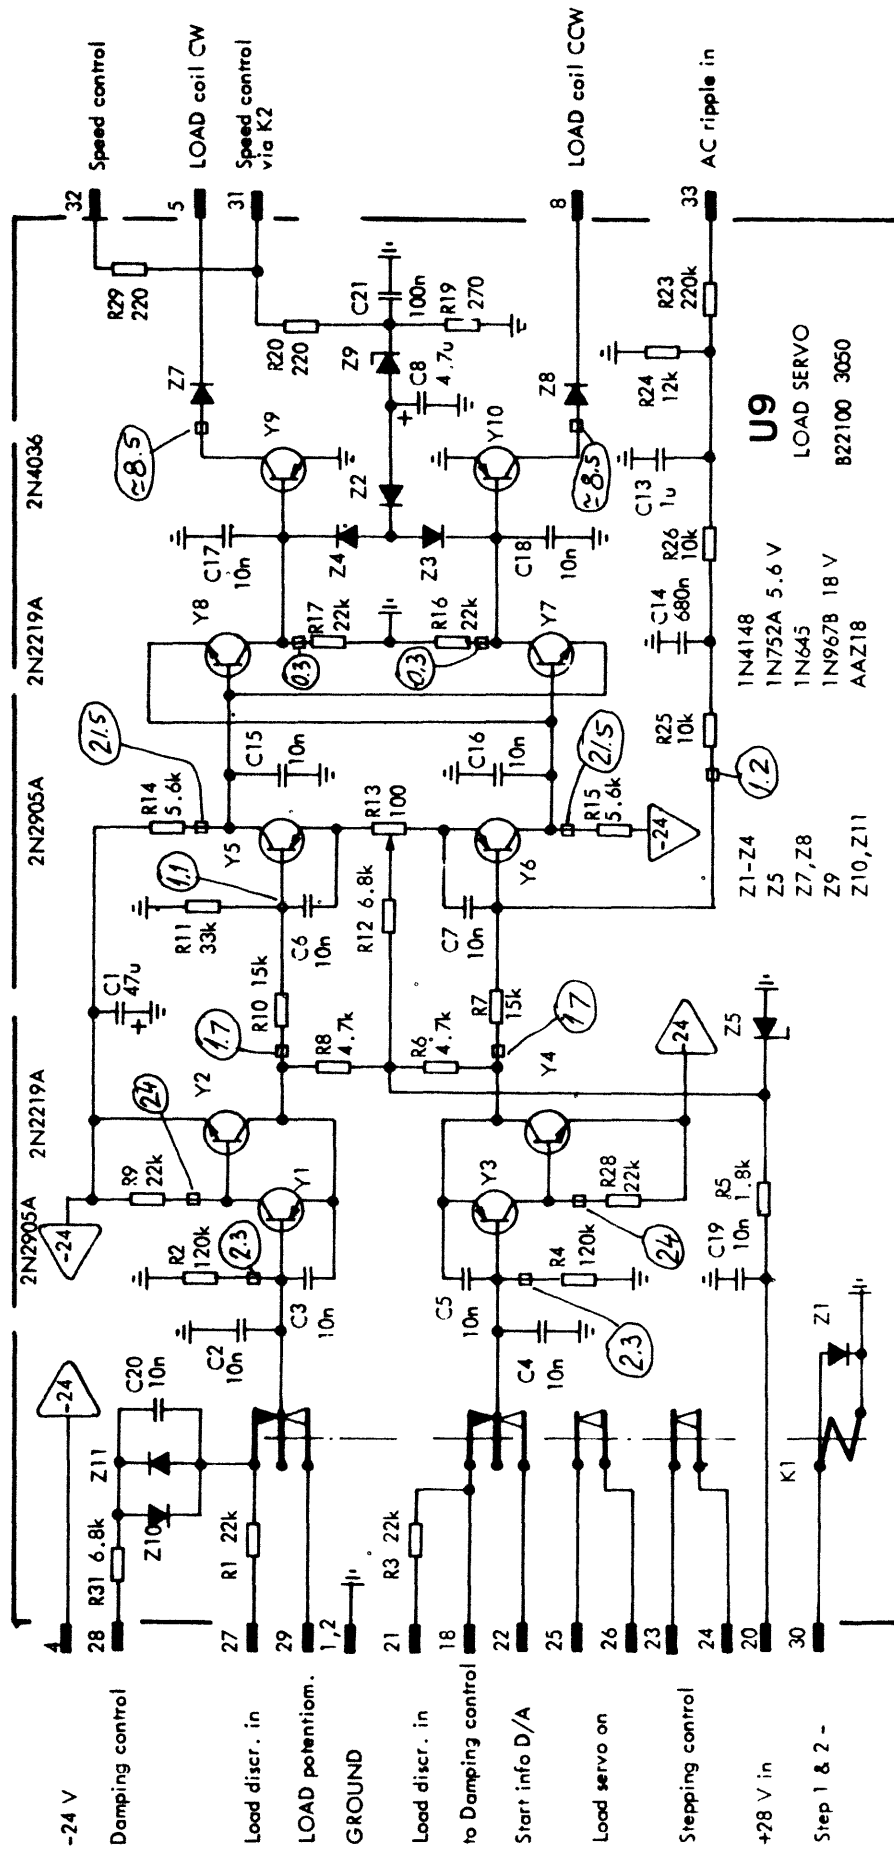 -24 V
Damping control
Load discr. in
LOAD potentiom.
GROUND
Load discr. in
to Damping control
Start info D/A
Load servo on
Stepping control
+28 V in
Step 1 & 2 -
4
28
27
29
1,2
21
18
22
25
26
23
24
20
30
2N2905A
2N2219A
2N2905A
2N2219A
2N4036
-24
-24
R31 6.8k
Z10
Z11
C20
10n
R1 22k
R3 22k
K1
Z1
C2
10n
R2
120k
2.3
C3
10n
R9
22k
24
Y1
Y2
C1
47u
+
1.7
R10 15k
R8
4.7k
R6
4.7k
R11
33k
1.1
C6
10n
R12 6.8k
R13
100
R14
5.6k
21.5
Y5
C15
10n
C4
10n
C5
10n
R4
120k
2.3
Y3
Y4
R28
22k
24
-24
R7
15k
1.7
C7
10n
Y6
C16
10n
21.5
R15
5.6k
-24
C19
10n
R5
1.8k
Z5
Y8
0.3
R17
22k
R16
22k
0.3
Y7
C17
10n
Z4
Z3
Z2
C18
10n
Y9
Y10
≈8.5
≈8.5
Z7
Z8
Z9
C8
4.7u
+
C21
100n
R19
270
R20
220
R29
220
1.2
R25
10k
C14
680n
R26
10k
C13
1u
R24
12k
R23
220k
32
5
31
8
33
Speed control
LOAD coil CW
Speed control
via K2
LOAD coil CCW
AC ripple in
Z1-Z4 1N4148
Z5 1N752A 5.6 V
Z7,Z8 1N645
Z9 1N967B 18 V
Z10,Z11 AAZ18
U9
LOAD SERVO
B22100 3050